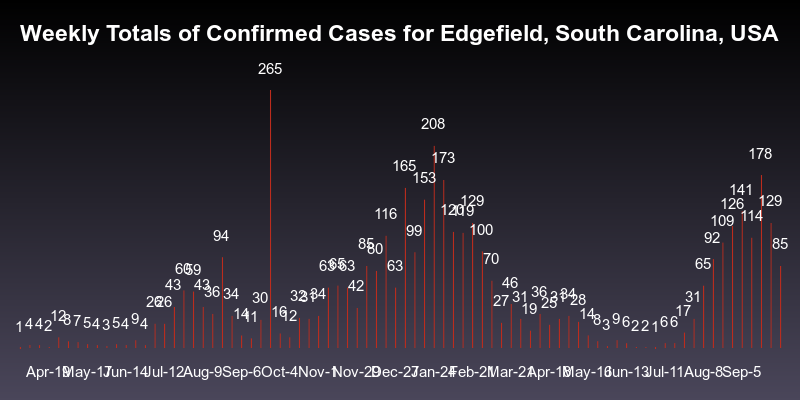 Weekly Totals of Confirmed Cases for Edgefield, South Carolina, USA
1 4 4 2 12 8 7 5 4 3 5 4 9 4 26 26 43 60 59 43 36 94 34 14 11 30 265 16 12 32 31 34 63 65 63 42 85 80 116 63 165 99 153 208 173 120 119 129 100 70 27 46 31 19 36 25 31 34 28 14 8 3 9 6 2 2 1 6 6 17 31 65 92 109 126 141 114 178 129 85
Apr-19 May-17 Jun-14 Jul-12 Aug-9 Sep-6 Oct-4 Nov-1 Nov-29 Dec-27 Jan-24 Feb-21 Mar-21 Apr-18 May-16 Jun-13 Jul-11 Aug-8 Sep-5